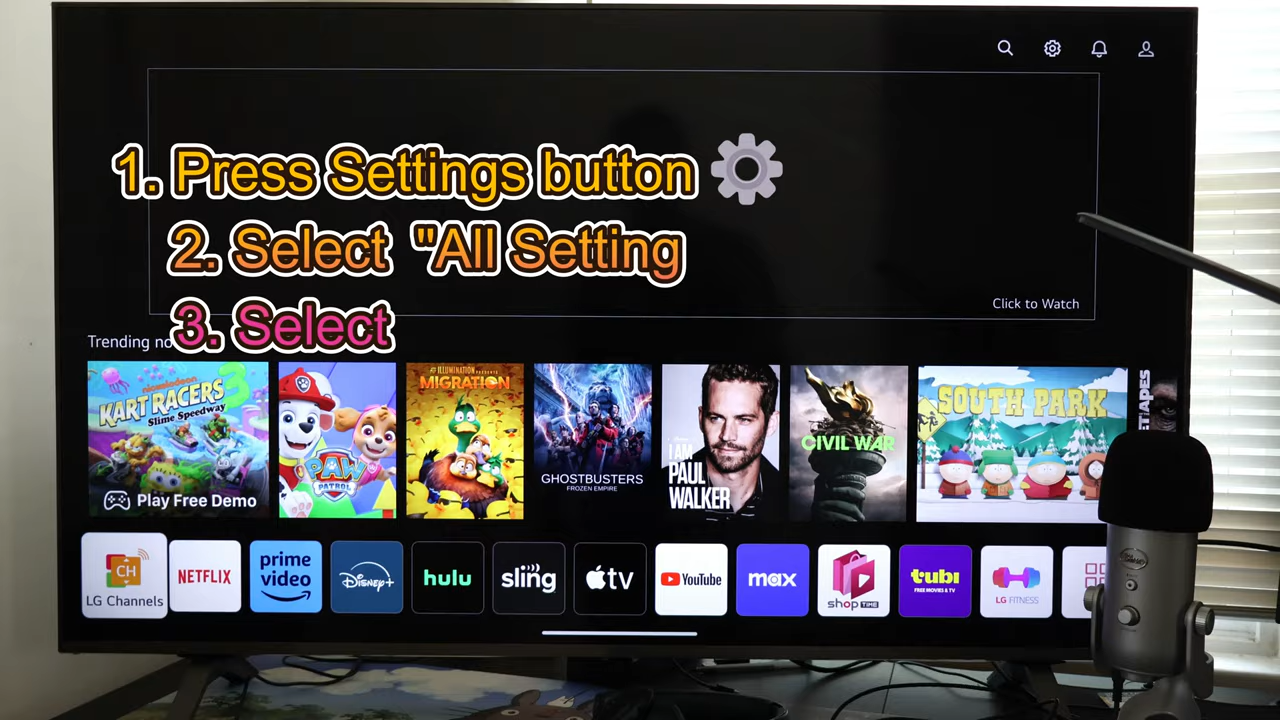 1. Press Settings button
2. Select "All Setting
3. Select
Click to Watch
Trending no
nickelodeon
KART RACERS 3
Slime Speedway
Play Free Demo
PAW
PATROL
ILLUMINATION
MIGRATION
GHOSTBUSTERS
FROZEN EMPIRE
I AM
PAUL
WALKER
CIVIL WAR
SOUTH PARK
CH
LG Channels
NETFLIX
prime
video
Disney+
hulu
sling
tv
YouTube
max
shop TIME
tubi
FREE MOVIES & TV
LG FITNESS